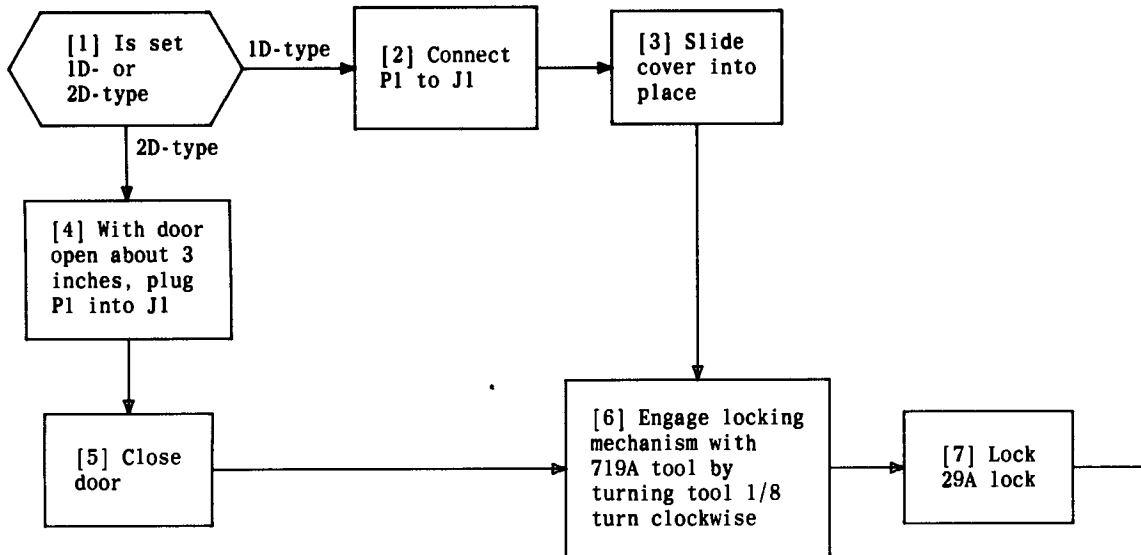 [1] Is set
1D- or
2D-type
1D-type
[2] Connect
P1 to J1
[3] Slide
cover into
place
2D-type
[4] With door
open about 3
inches, plug
P1 into J1
[5] Close
door
[6] Engage locking
mechanism with
719A tool by
turning tool 1/8
turn clockwise
[7] Lock
29A lock